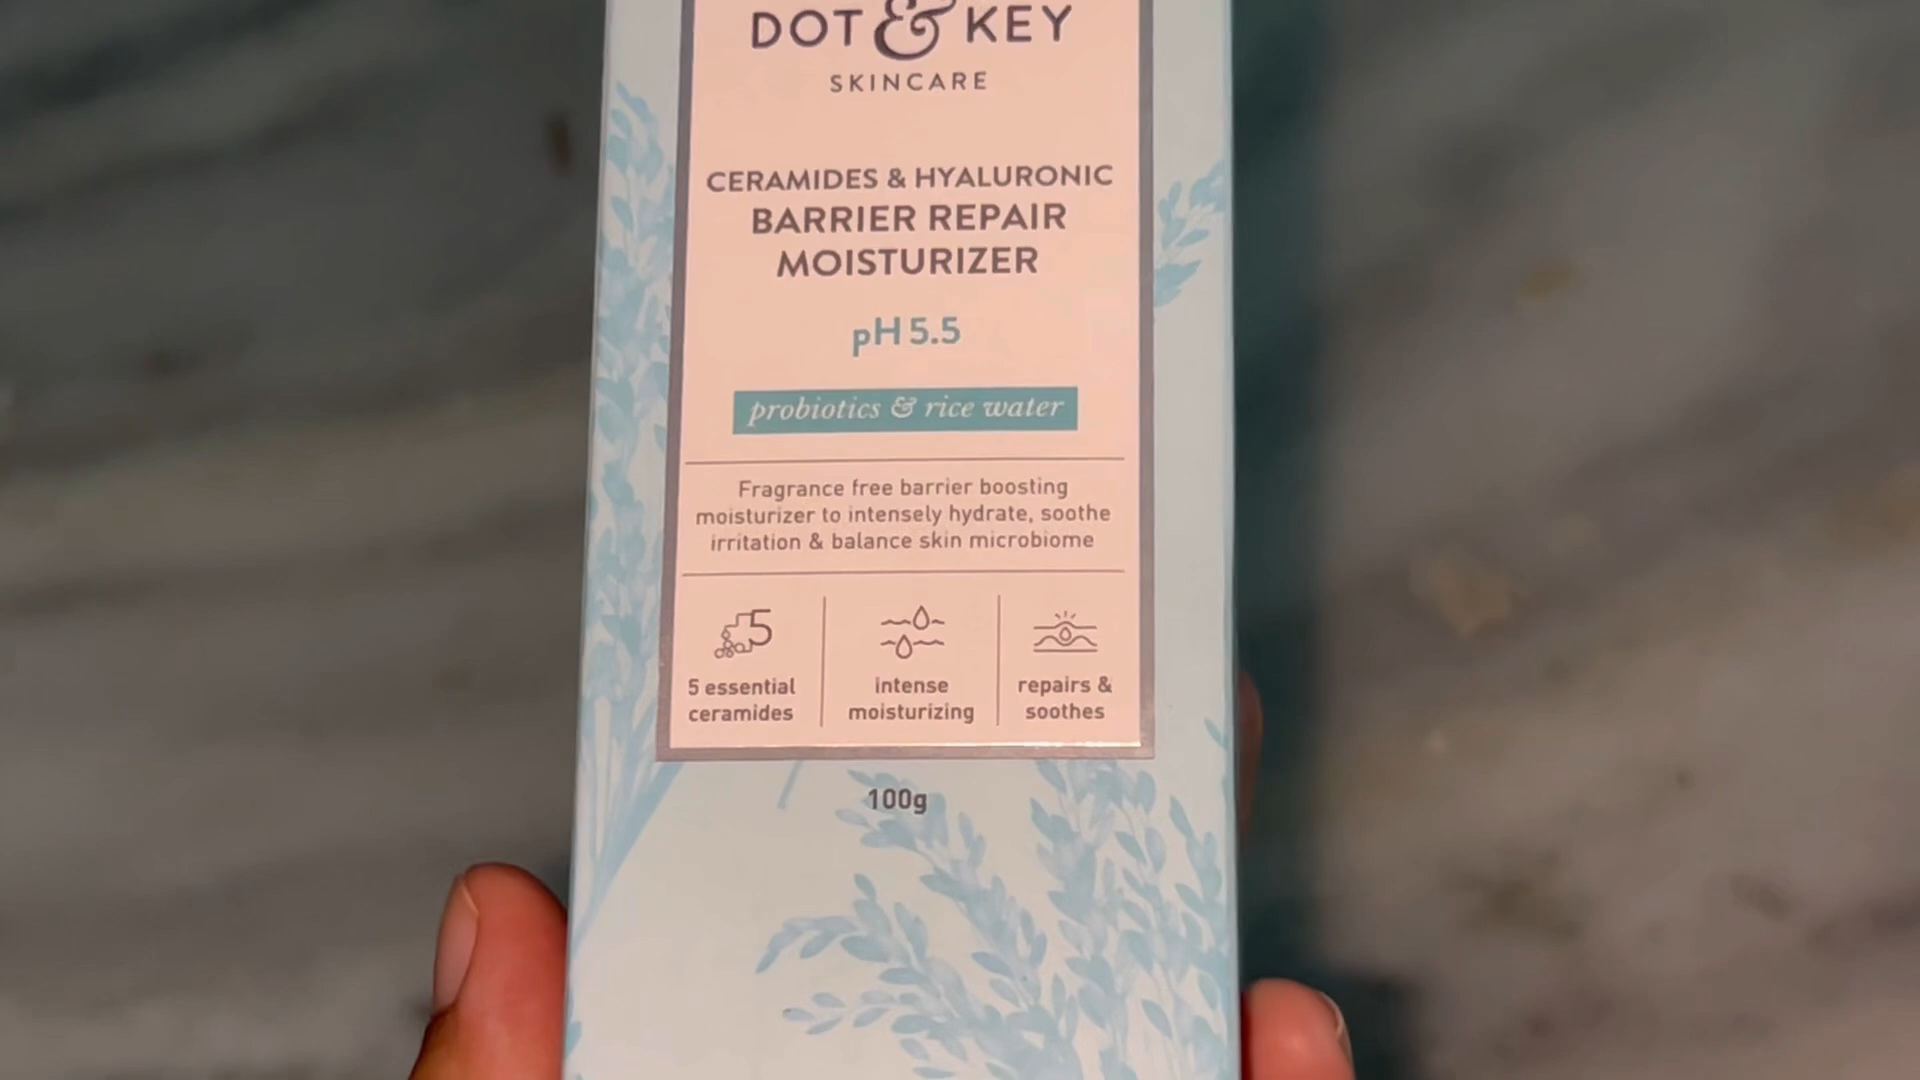 DOT & KEY
SKINCARE
CERAMIDES & HYALURONIC
BARRIER REPAIR
MOISTURIZER
pH 5.5
probiotics & rice water
Fragrance free barrier boosting
moisturizer to intensely hydrate, soothe
irritation & balance skin microbiome
5
5 essential
ceramides
intense
moisturizing
repairs &
soothes
100g